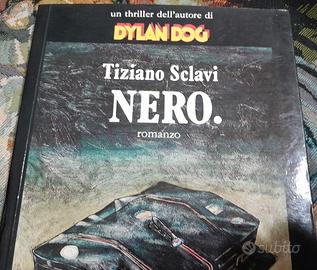 un thriller dell'autore di
DYLAN DOG
Tiziano Sclavi
NERO.
romanzo
subito